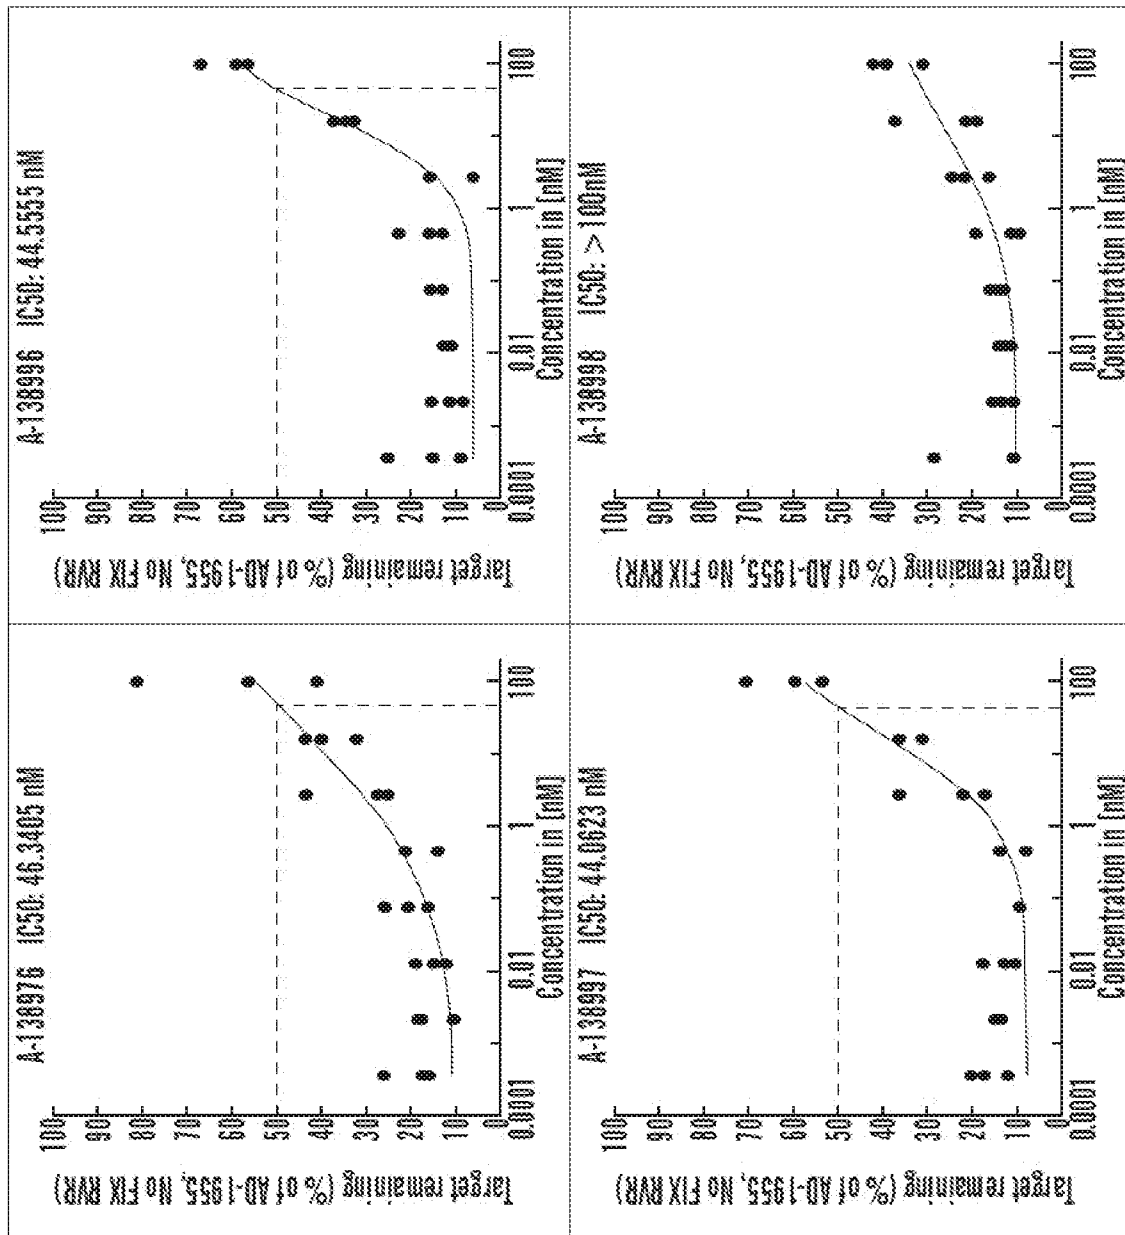 A-138976 IC50: 46.3405 nM
Target remaining (% of AD-1955, No FIX RVR)
100
90
80
70
60
50
40
30
20
10
0.0001 0.01 1 100
Concentration in [nM]
A-138996 IC50: 44.5555 nM
Target remaining (% of AD-1955, No FIX RVR)
100
90
80
70
60
50
40
30
20
10
0.0001 0.01 1 100
Concentration in [nM]
A-138997 IC50: 44.0623 nM
Target remaining (% of AD-1955, No FIX RVR)
100
90
80
70
60
50
40
30
20
10
0.0001 0.01 1 100
Concentration in [nM]
A-138998 IC50: > 100nM
Target remaining (% of AD-1955, No FIX RVR)
100
90
80
70
60
50
40
30
20
10
0.0001 0.01 1 100
Concentration in [nM]